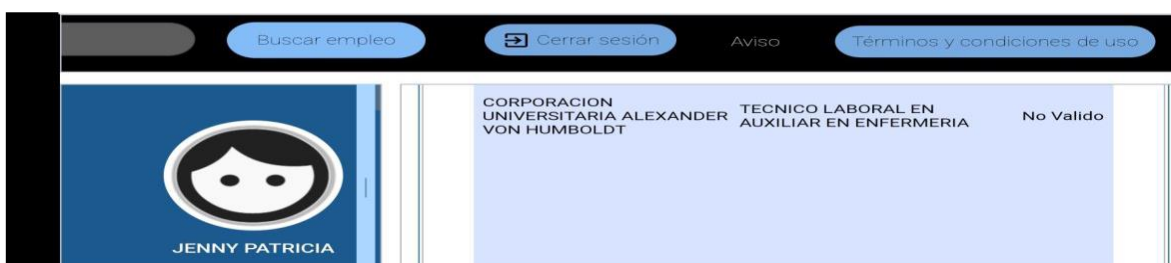 Buscar empleo
Cerrar sesión
Aviso
Términos y condiciones de uso
CORPORACION
UNIVERSITARIA ALEXANDER
VON HUMBOLDT
TECNICO LABORAL EN
AUXILIAR EN ENFERMERIA
No Valido
JENNY PATRICIA